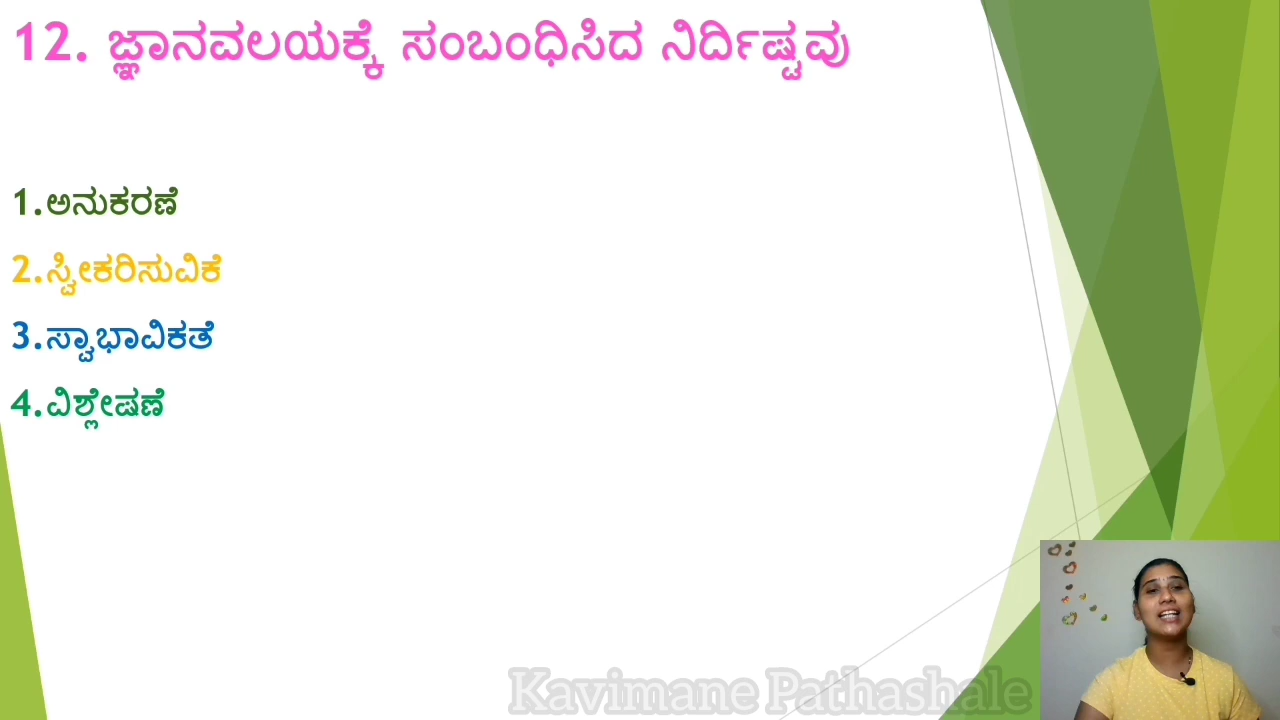 12. ಜ್ಞಾನವಲಯಕ್ಕೆ ಸಂಬಂಧಿಸಿದ ನಿರ್ದಿಷ್ಟವು
1.ಅನುಕರಣೆ
2.ಸ್ವೀಕರಿಸುವಿಕೆ
3.ಸ್ವಾಭಾವಿಕತೆ
4.ವಿಶ್ಲೇಷಣೆ
Kavimane Pathashale